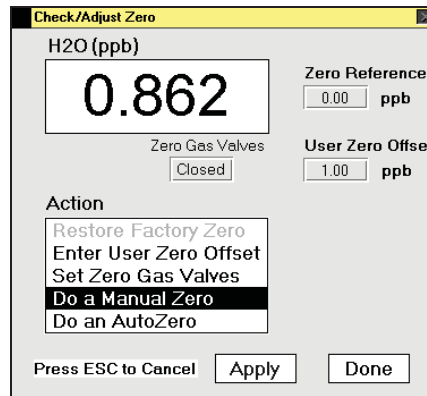 Check/Adjust Zero
H2O (ppb)
0.862
Zero Reference
0.00 ppb
Zero Gas Valves
Closed
User Zero Offse
1.00 ppb
Action
Restore Factory Zero
Enter User Zero Offset
Set Zero Gas Valves
Do a Manual Zero
Do an AutoZero
Press ESC to Cancel
Apply
Done